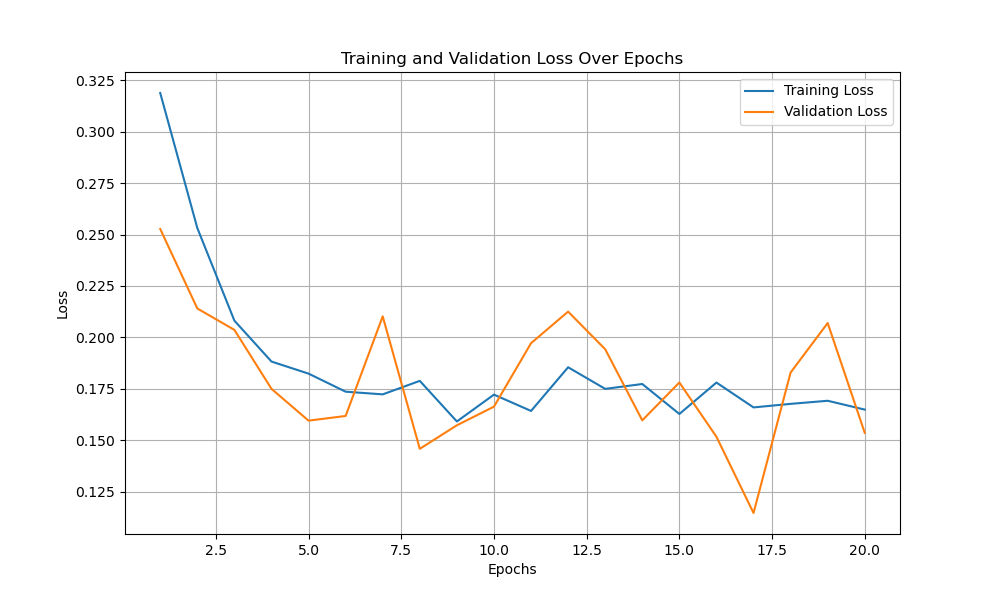 Training and Validation Loss Over Epochs
Training Loss
Validation Loss
0.325
0.300
0.275
0.250
0.225
0.200
0.175
0.150
0.125
Loss
2.5 5.0 7.5 10.0 12.5 15.0 17.5 20.0
Epochs